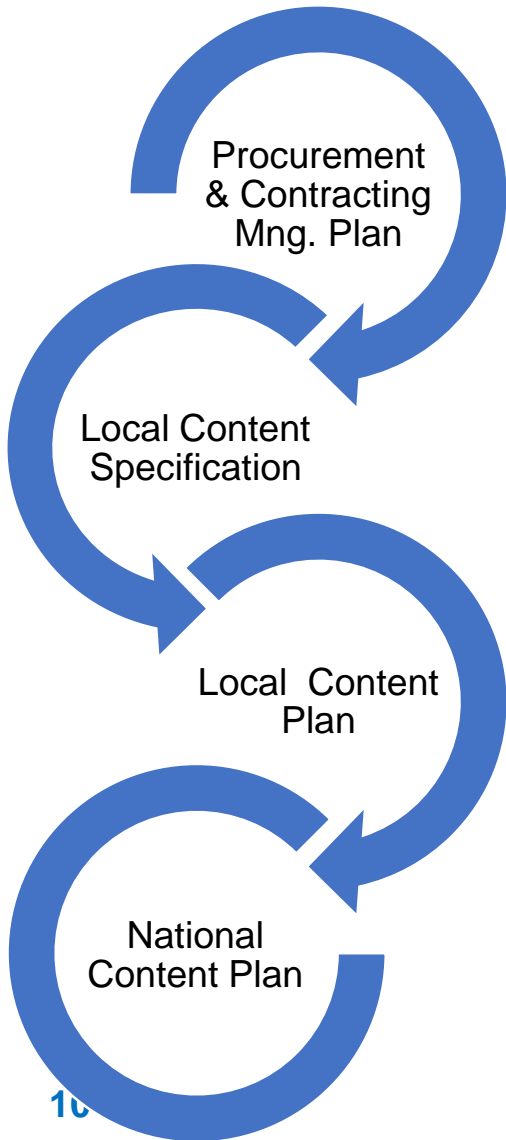 Procurement
& Contracting
Mng. Plan
Local Content
Specification
Local Content
Plan
National
Content Plan